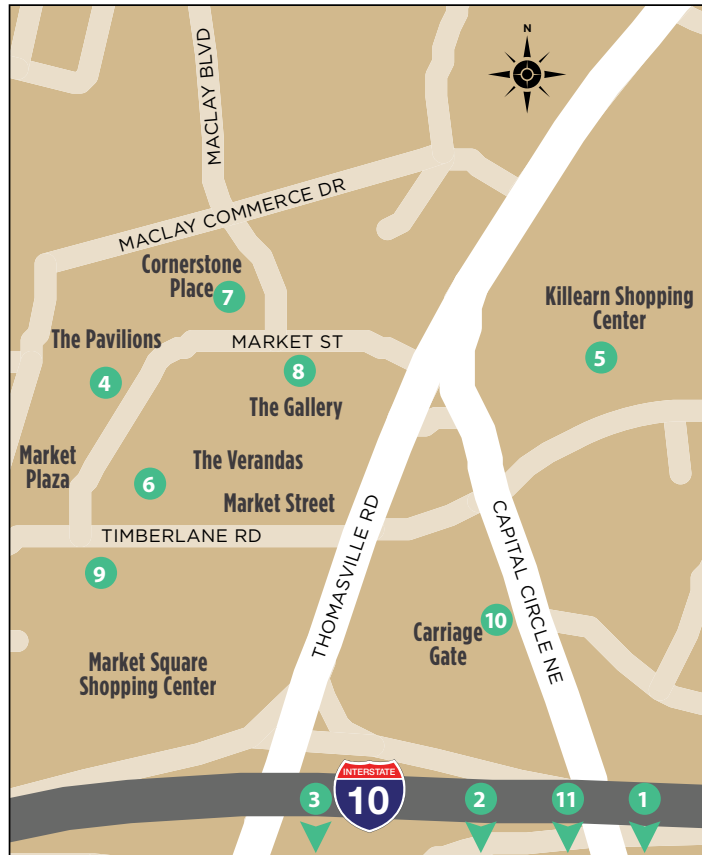 N
MACLAY BLVD
MACLAY COMMERCE DR
Cornerstone
Place
7
Killearn Shopping
Center
5
The Pavilions
4
MARKET ST
8
The Gallery
Market
Plaza
6
The Verandas
Market Street
TIMBERLANE RD
9
THOMASVILLE RD
CAPITAL CIRCLE NE
10
Carriage
Gate
Market Square
Shopping Center
3
INTERSTATE
10
2
11
1